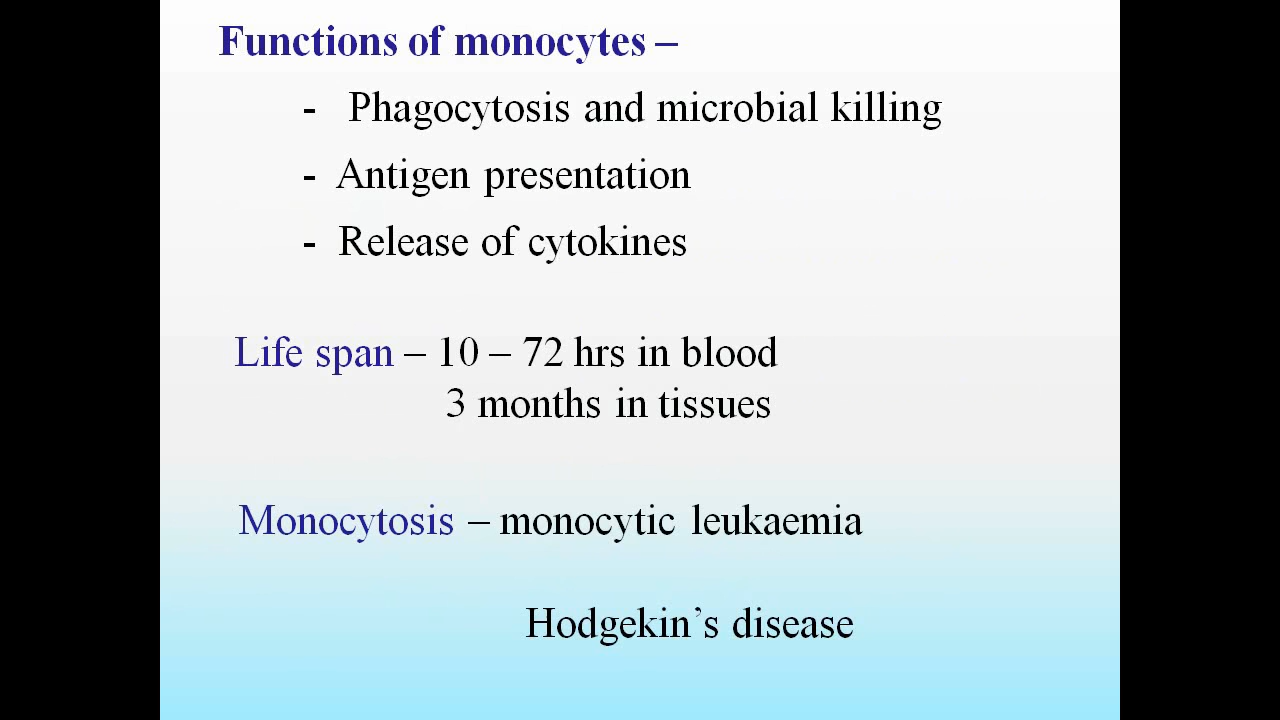 Functions of monocytes –
- Phagocytosis and microbial killing
- Antigen presentation
- Release of cytokines
Life span – 10 – 72 hrs in blood
3 months in tissues
Monocytosis – monocytic leukaemia
Hodgekin’s disease